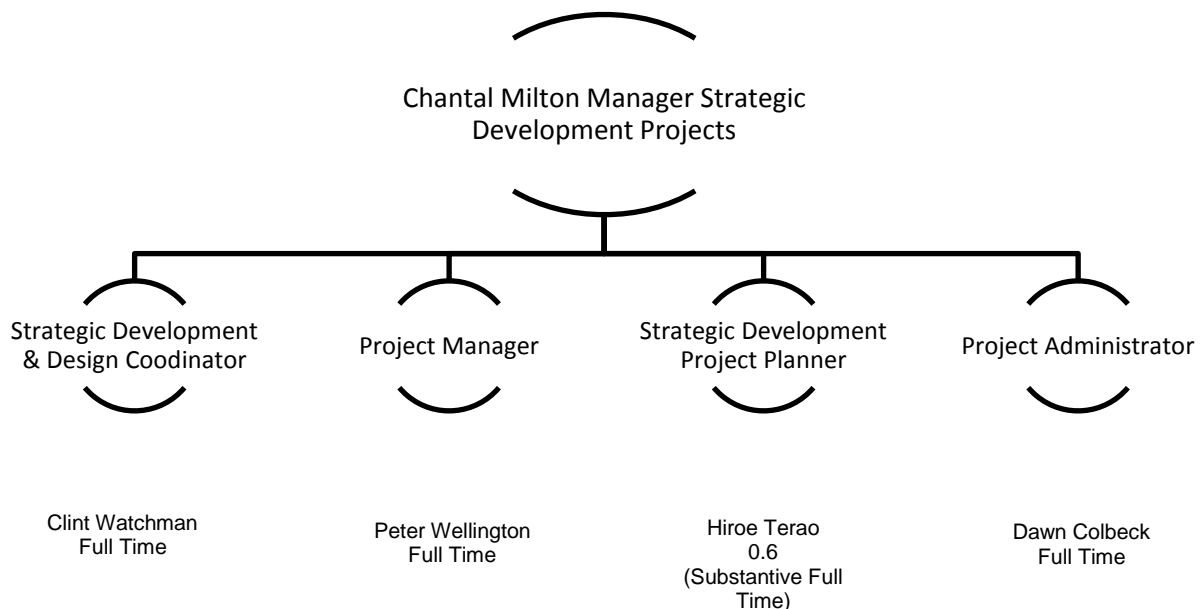 Chantal Milton Manager Strategic
Development Projects
Strategic Development
& Design Coodinator
Project Manager
Strategic Development
Project Planner
Project Administrator
Clint Watchman
Full Time
Peter Wellington
Full Time
Hiroe Terao
0.6
(Substantive Full
Time)
Dawn Colbeck
Full Time